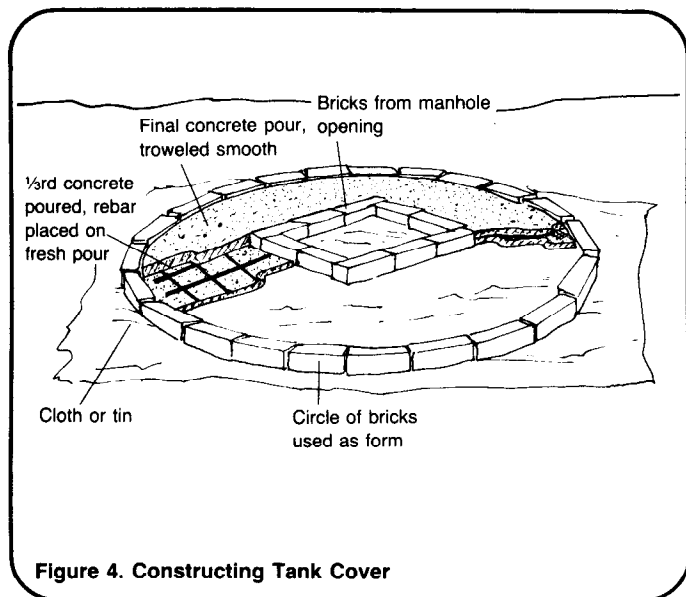 Bricks from manhole
opening
Final concrete pour,
troweled smooth
⅓rd concrete
poured, rebar
placed on
fresh pour
Cloth or tin
Circle of bricks
used as form
Figure 4. Constructing Tank Cover